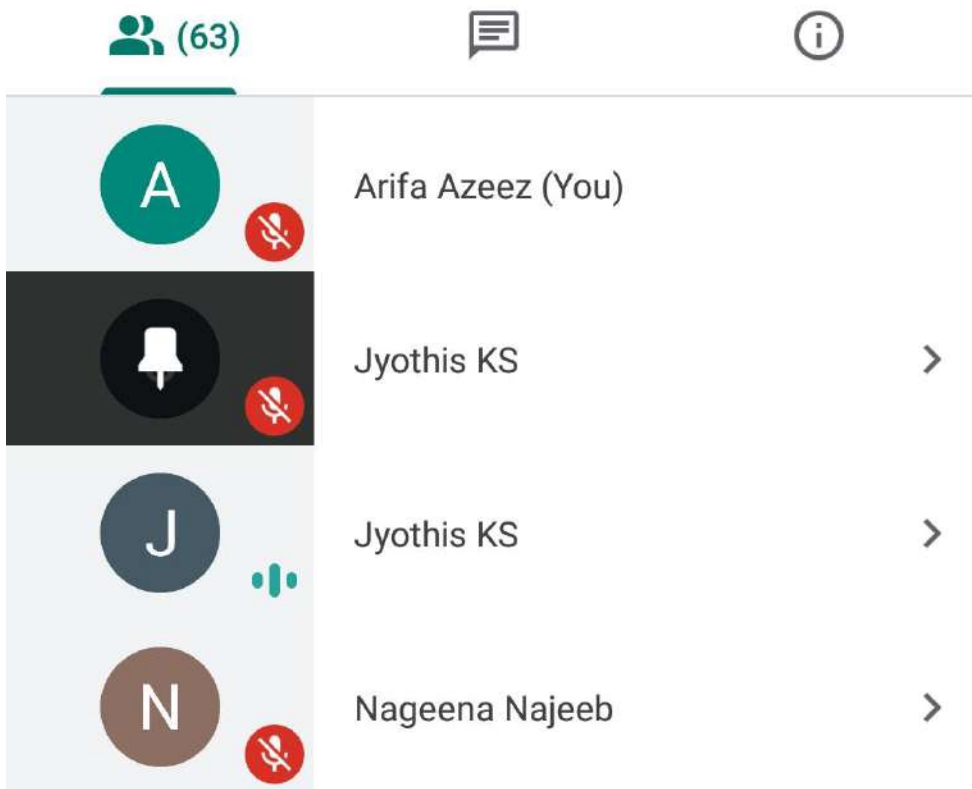 (63)
A Arifa Azeez (You)
Jyothis KS
J Jyothis KS
N Nageena Najeeb